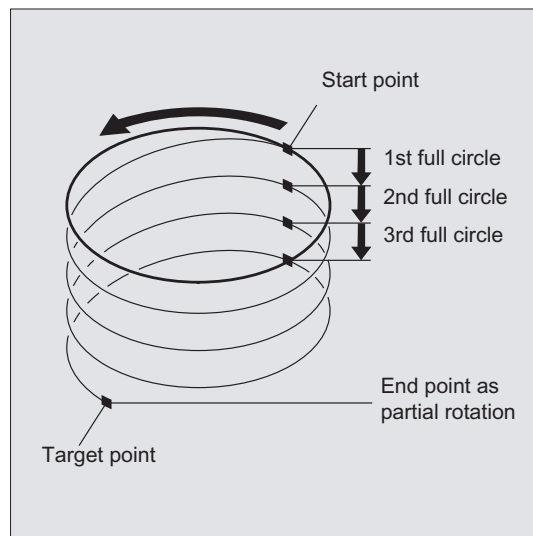 Start point
1st full circle
2nd full circle
3rd full circle
End point as
partial rotation
Target point